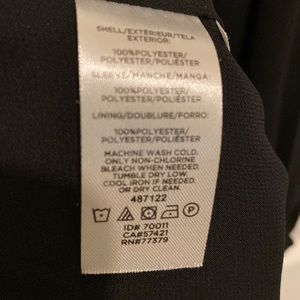 SHELL/EXTÉRIEUR/TELA
EXTERIOR:
100%POLYESTER/
POLYESTER/POLIÉSTER
SLEEVE/MANCHE/MANGA:
100%POLYESTER/
POLYESTER/POLIÉSTER
LINING/DOUBLURE/FORRO:
100%POLYESTER/
POLYESTER/POLIÉSTER
MACHINE WASH COLD.
ONLY NON-CHLORINE
BLEACH WHEN NEEDED.
TUMBLE DRY LOW.
COOL IRON IF NEEDED.
OR DRY CLEAN.
487122
ID# 70011
CA#57421
RN#77379